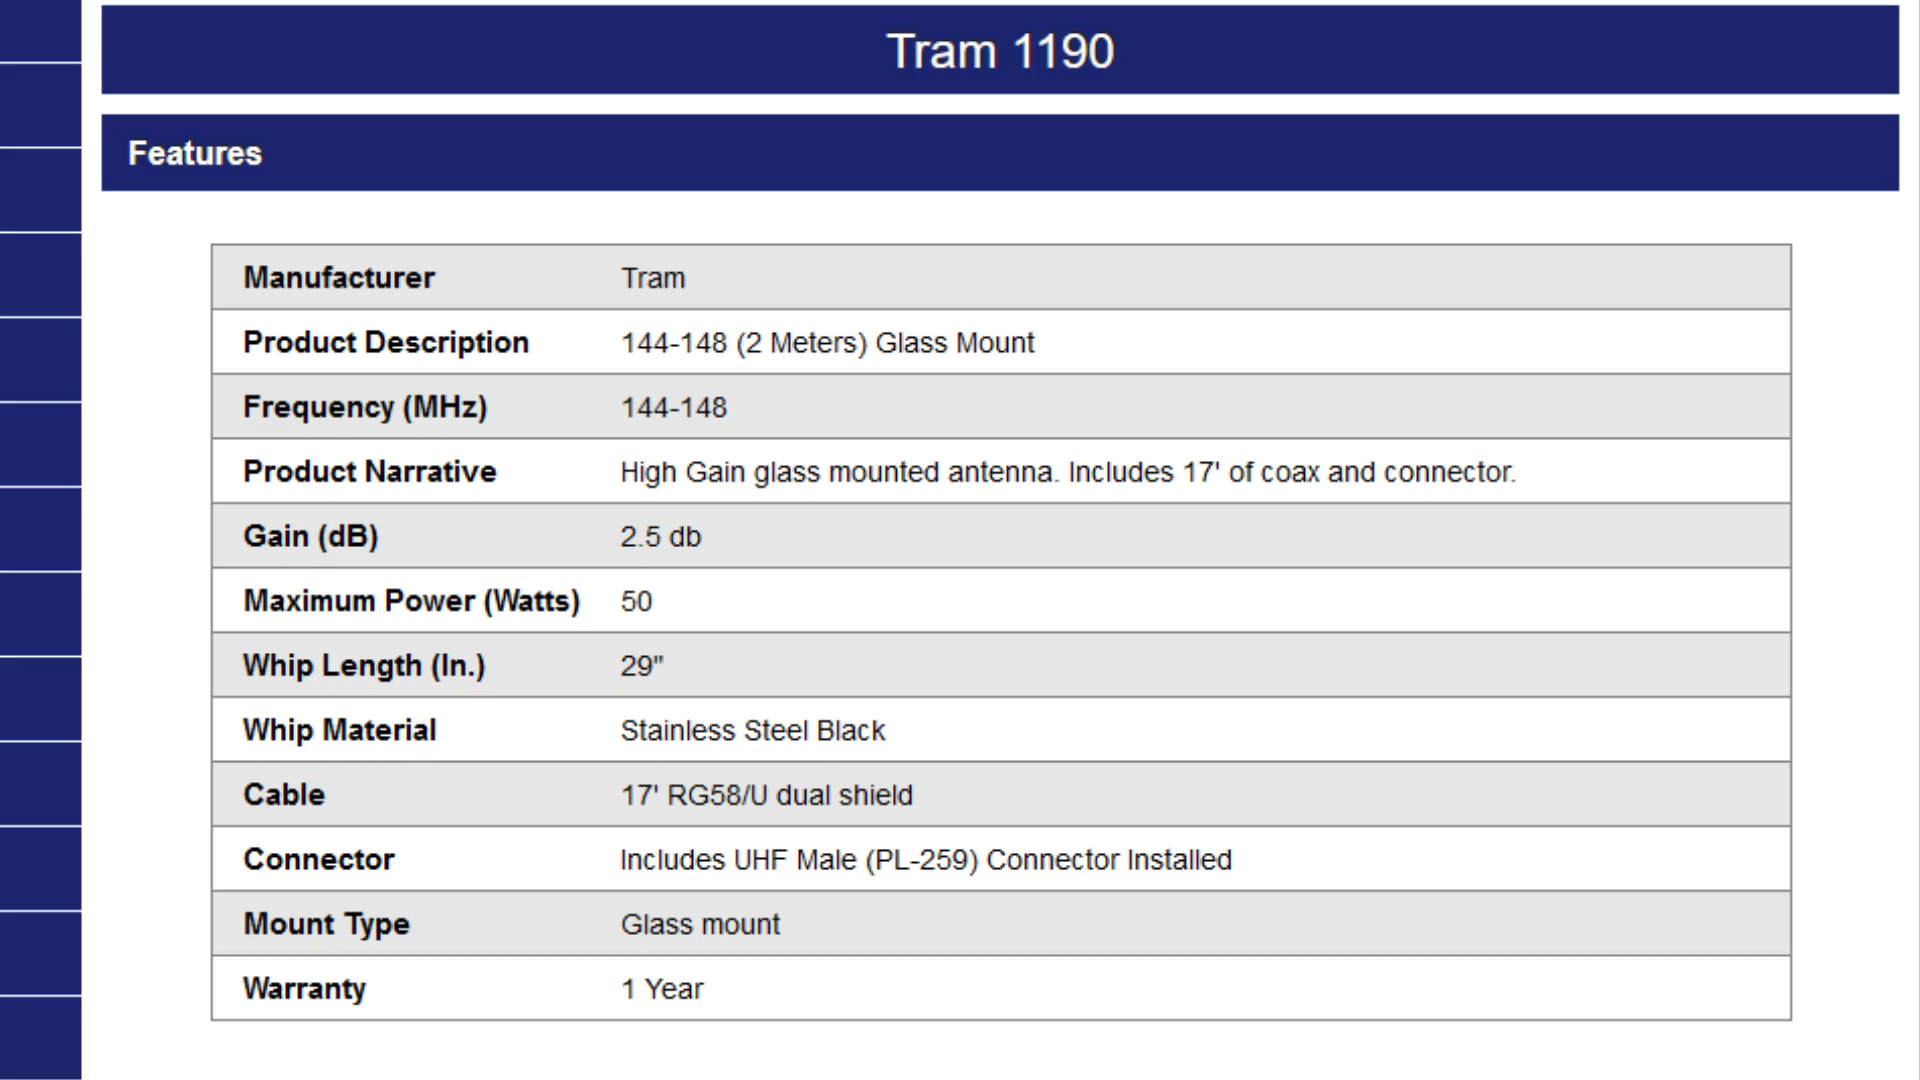 Tram 1190
Features
Manufacturer Tram
Product Description 144-148 (2 Meters) Glass Mount
Frequency (MHz) 144-148
Product Narrative High Gain glass mounted antenna. Includes 17' of coax and connector.
Gain (dB) 2.5 db
Maximum Power (Watts) 50
Whip Length (In.) 29"
Whip Material Stainless Steel Black
Cable 17' RG58/U dual shield
Connector Includes UHF Male (PL-259) Connector Installed
Mount Type Glass mount
Warranty 1 Year